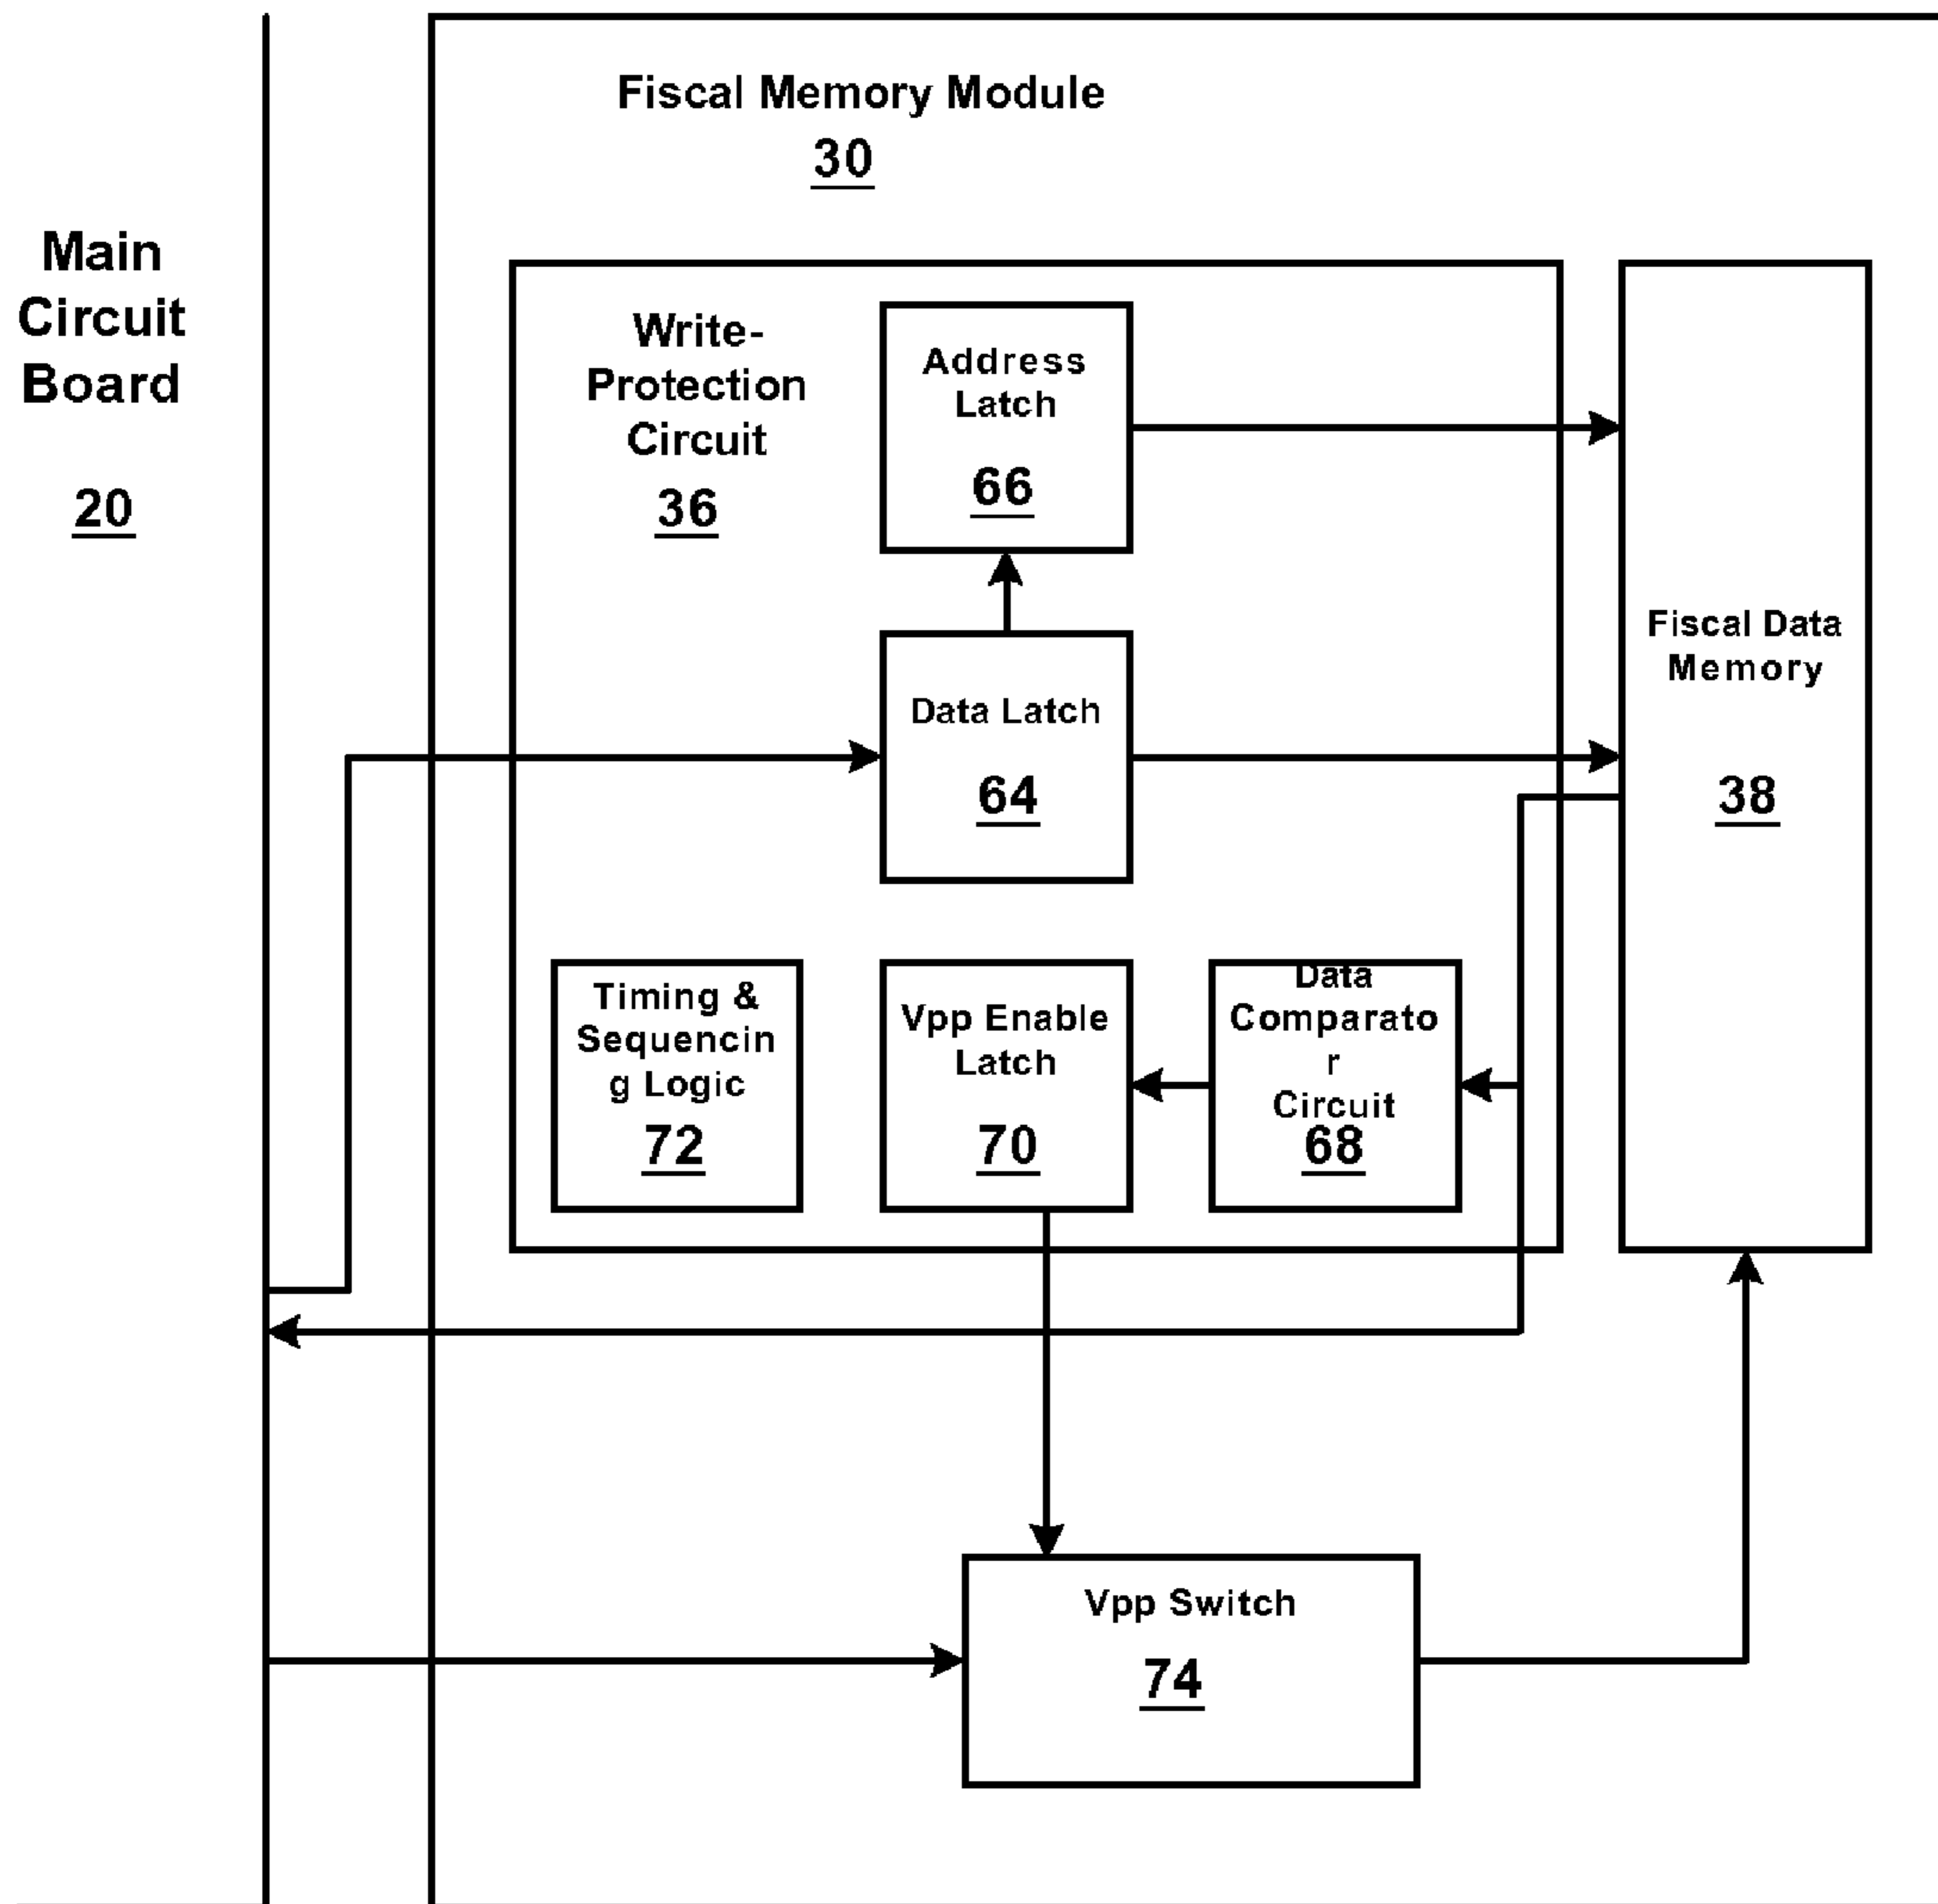 Fiscal Memory Module
30
Main
Circuit
Board
20
Write-
Protection
Circuit
36
Address
Latch
66
Data Latch
64
Fiscal Data
Memory
38
Timing &
Sequencin
g Logic
72
Vpp Enable
Latch
70
Data
Comparato
r
Circuit
68
Vpp Switch
74